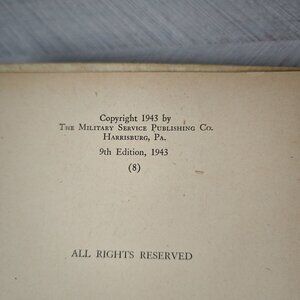 Copyright 1943 by
The Military Service Publishing Co.
Harrisburg, Pa.
9th Edition, 1943
(8)
ALL RIGHTS RESERVED